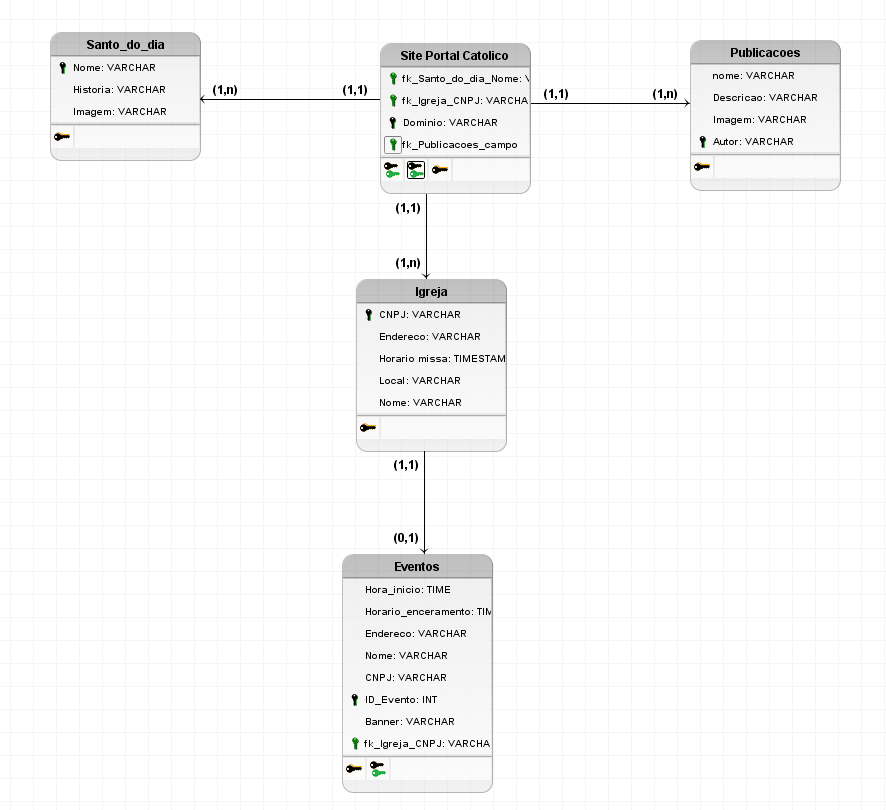 Santo_do_dia
Nome: VARCHAR
Historia: VARCHAR
Imagem: VARCHAR
(1,n)
(1,1)
Site Portal Catolico
fk_Santo_do_dia_Nome: V
fk_Igreja_CNPJ: VARCHA
Dominio: VARCHAR
fk_Publicacoes_campo
(1,1)
(1,n)
Publicacoes
nome: VARCHAR
Descricao: VARCHAR
Imagem: VARCHAR
Autor: VARCHAR
(1,1)
(1,n)
Igreja
CNPJ: VARCHAR
Endereco: VARCHAR
Horario missa: TIMESTAM
Local: VARCHAR
Nome: VARCHAR
(1,1)
(0,1)
Eventos
Hora_inicio: TIME
Horario_enceramento: TIM
Endereco: VARCHAR
Nome: VARCHAR
CNPJ: VARCHAR
ID_Evento: INT
Banner: VARCHAR
fk_Igreja_CNPJ: VARCHA